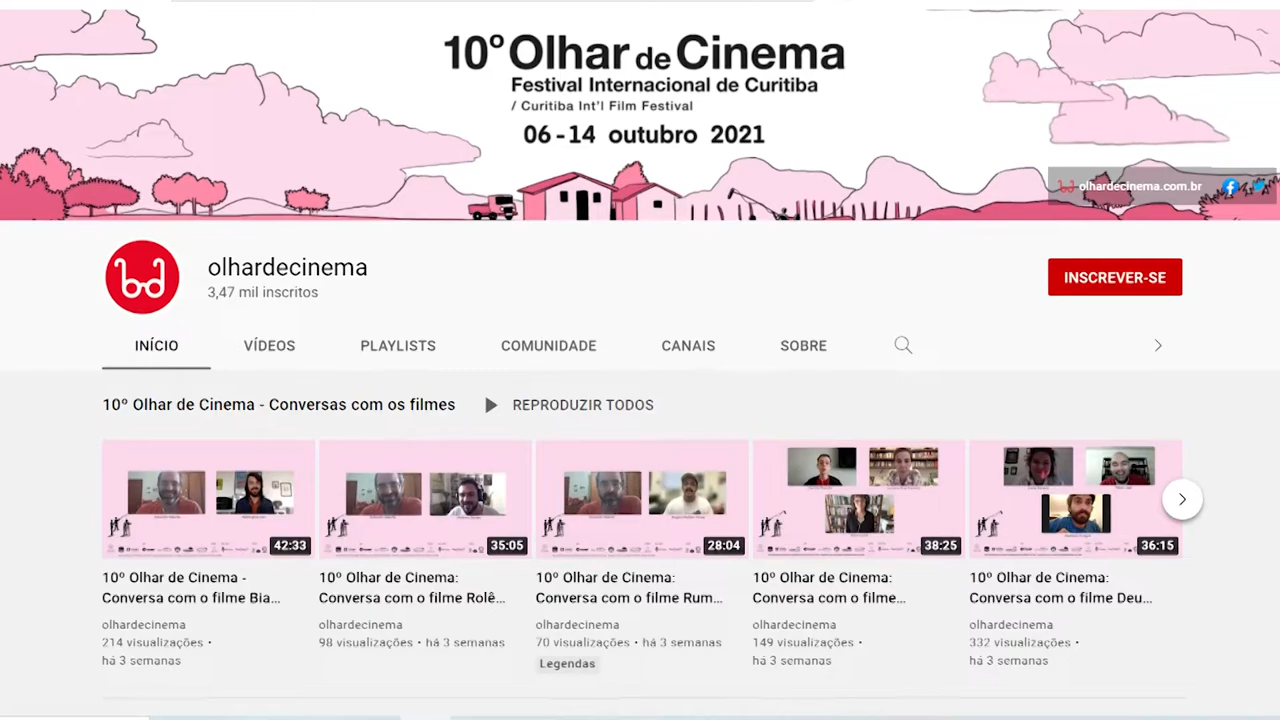 10º Olhar de Cinema
Festival Internacional de Curitiba
/ Curitiba Int'l Film Festival
06-14 outubro 2021
olhardecinema.com.br
olhardecinema
3,47 mil inscritos
INSCREVER-SE
INÍCIO VÍDEOS PLAYLISTS COMUNIDADE CANAIS SOBRE
10º Olhar de Cinema - Conversas com os filmes REPRODUZIR TODOS
42:33 35:05 28:04 38:25 36:15
10º Olhar de Cinema -
Conversa com o filme Bia...
olhardecinema
214 visualizações •
há 3 semanas
10º Olhar de Cinema:
Conversa com o filme Rolê...
olhardecinema
98 visualizações • há 3 semanas
10º Olhar de Cinema:
Conversa com o filme Rum...
olhardecinema
70 visualizações • há 3 semanas
Legendas
10º Olhar de Cinema:
Conversa com o filme...
olhardecinema
149 visualizações •
há 3 semanas
10º Olhar de Cinema:
Conversa com o filme Deu...
olhardecinema
332 visualizações •
há 3 semanas